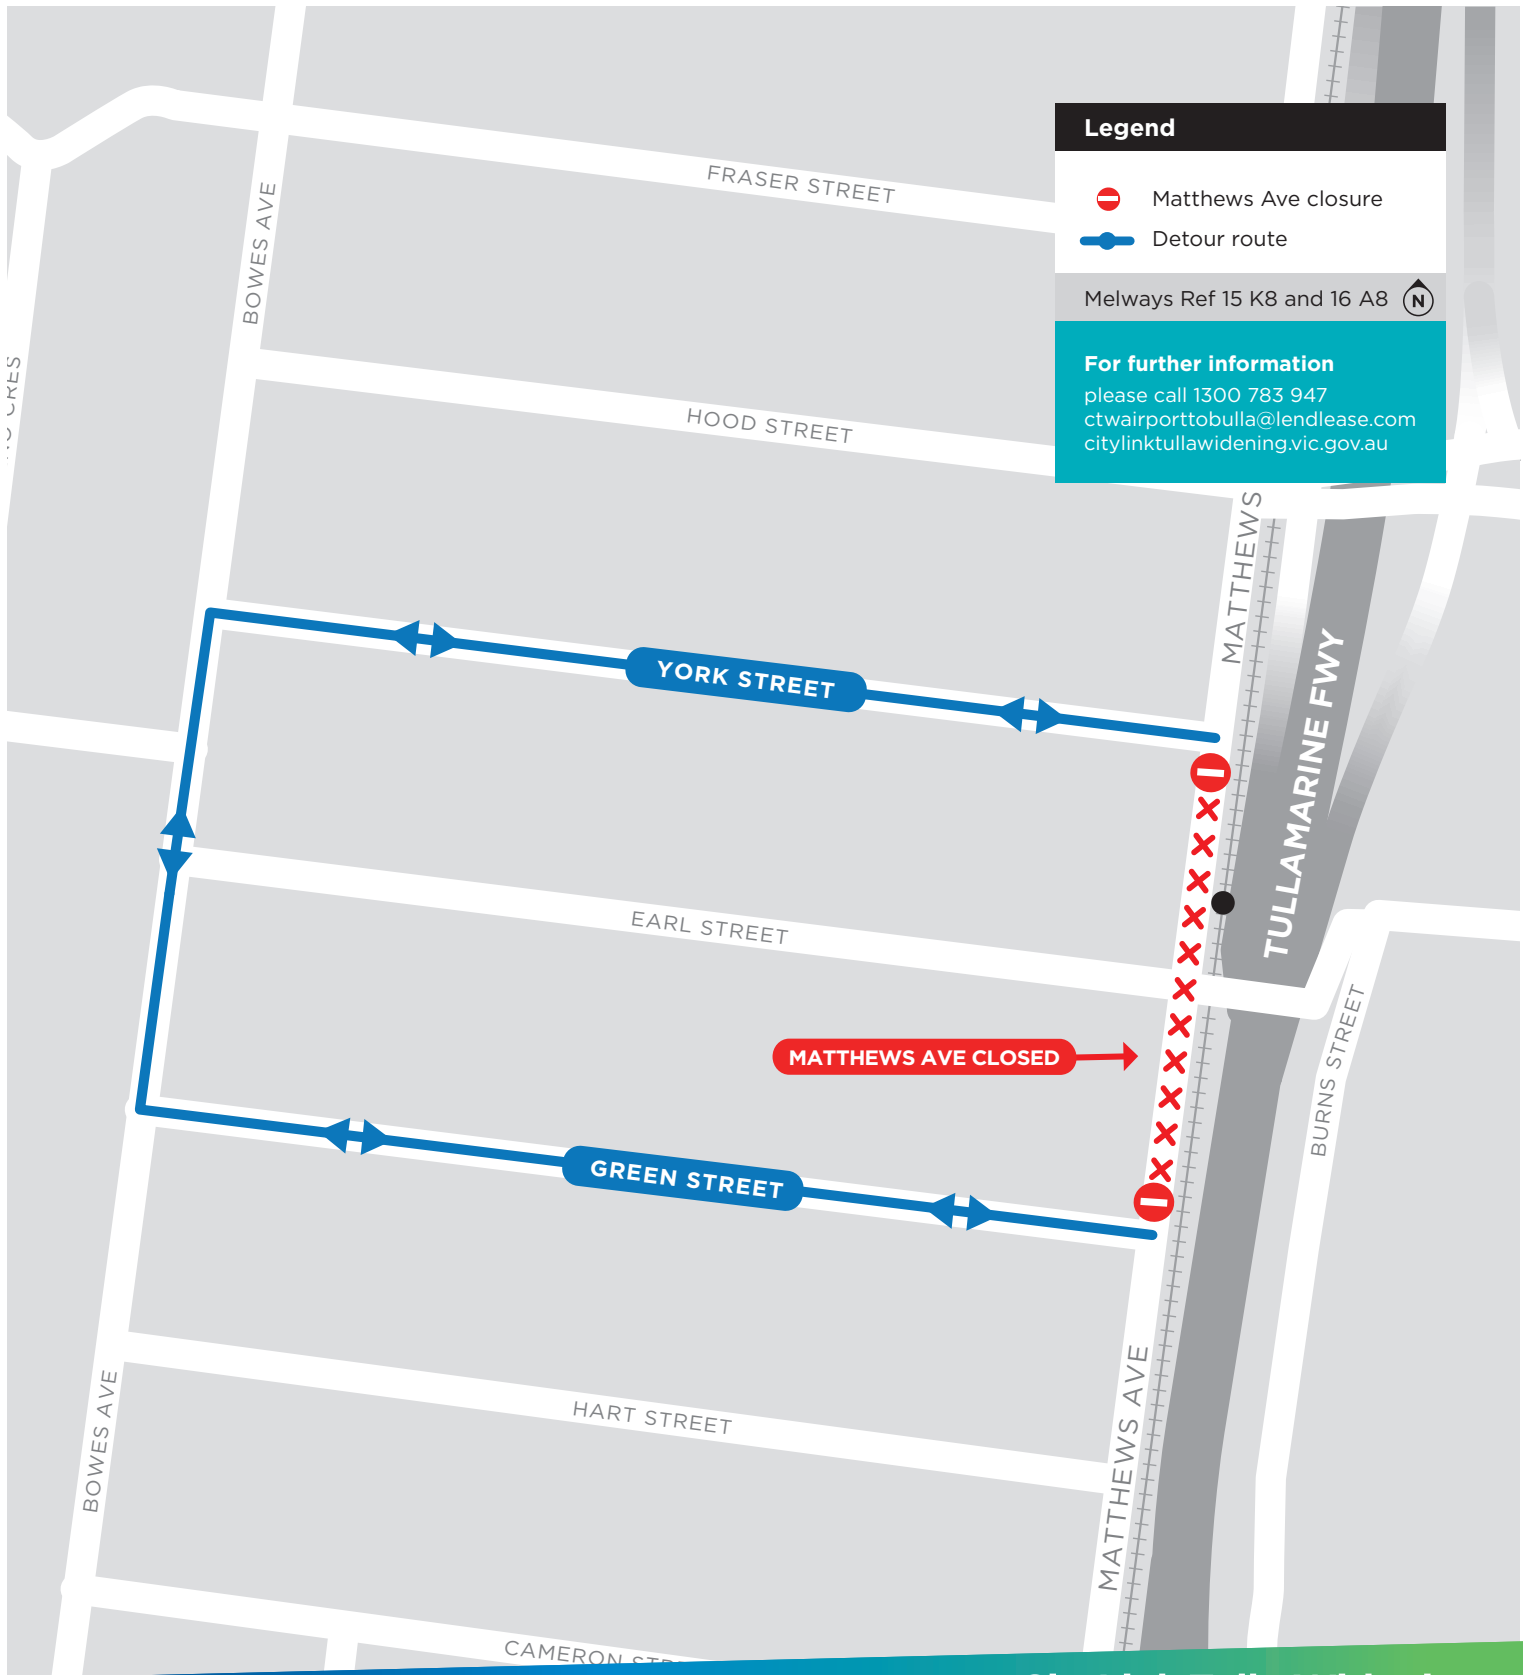 Legend
Matthews Ave closure
Detour route
Melways Ref 15 K8 and 16 A8 N
For further information
please call 1300 783 947
ctwairporttobulla@lendlease.com
citylinktullawidening.vic.gov.au
FRASER STREET
BOWES AVE
CRES
HOOD STREET
MATTHEWS
YORK STREET
TULLAMARINE FWY
EARL STREET
MATTHEWS AVE CLOSED
BURNS STREET
GREEN STREET
MATTHEWS AVE
BOWES AVE
HART STREET
CAMERON